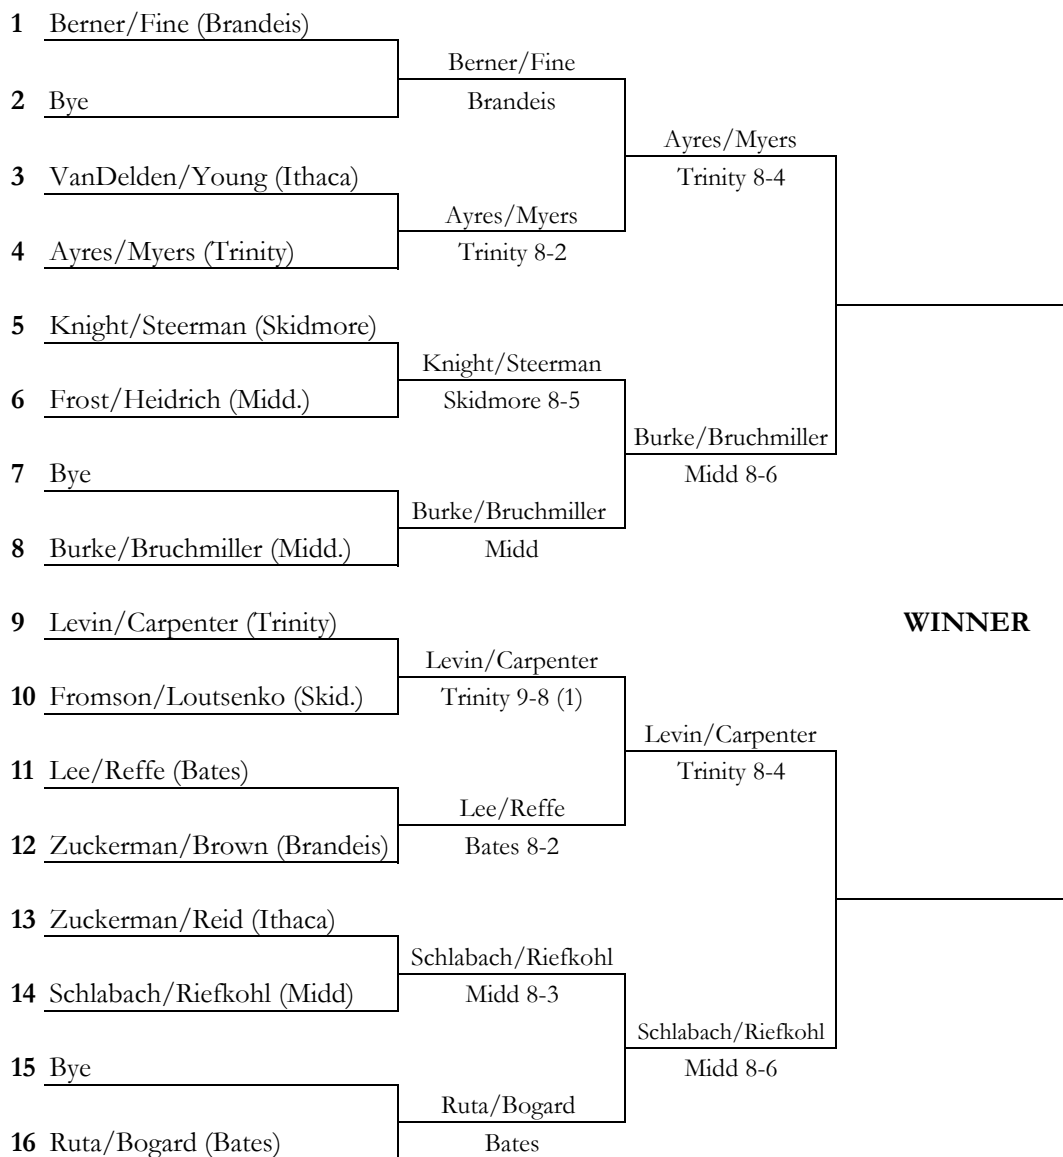 1 Berner/Fine (Brandeis)
Berner/Fine
2 Bye
Brandeis
Ayres/Myers
3 VanDelden/Young (Ithaca)
Trinity 8-4
Ayres/Myers
4 Ayres/Myers (Trinity)
Trinity 8-2
5 Knight/Steerman (Skidmore)
Knight/Steerman
6 Frost/Heidrich (Midd.)
Skidmore 8-5
Burke/Bruchmiller
7 Bye
Midd 8-6
Burke/Bruchmiller
8 Burke/Bruchmiller (Midd.)
Midd
9 Levin/Carpenter (Trinity)
WINNER
Levin/Carpenter
10 Fromson/Loutsenko (Skid.)
Trinity 9-8 (1)
Levin/Carpenter
11 Lee/Reffe (Bates)
Trinity 8-4
Lee/Reffe
12 Zuckerman/Brown (Brandeis)
Bates 8-2
13 Zuckerman/Reid (Ithaca)
Schlabach/Riefkohl
14 Schlabach/Riefkohl (Midd)
Midd 8-3
Schlabach/Riefkohl
15 Bye
Midd 8-6
Ruta/Bogard
16 Ruta/Bogard (Bates)
Bates